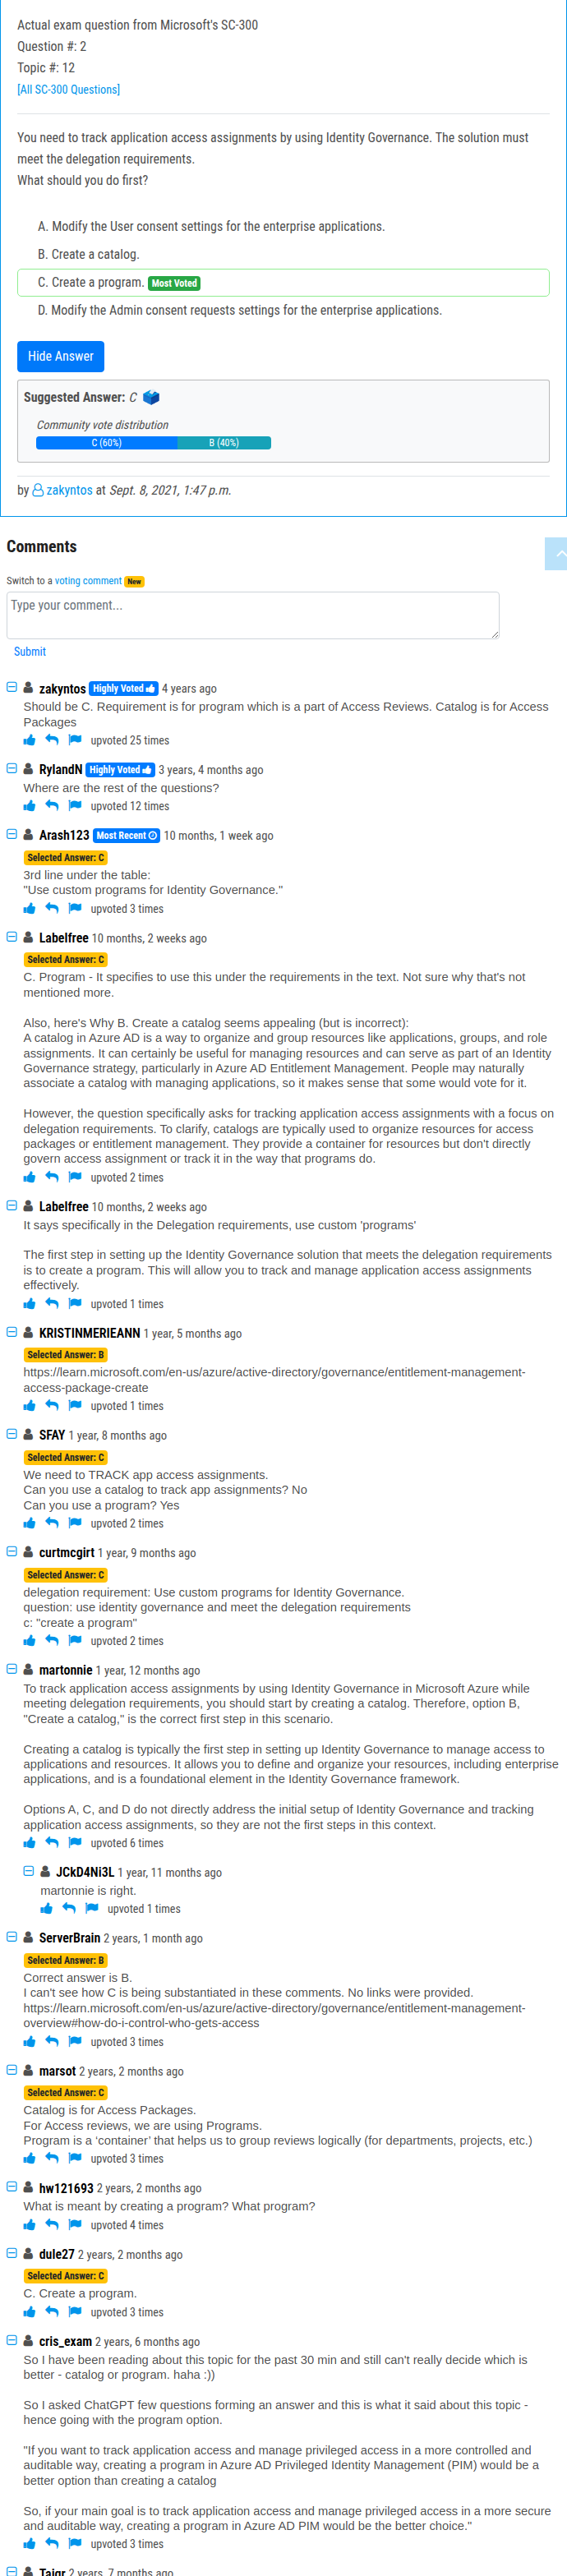 Actual exam question from Microsoft's SC-300
Question #: 2
Topic #: 12
[All SC-300 Questions]
You need to track application access assignments by using Identity Governance. The solution must
meet the delegation requirements.
What should you do first?
A. Modify the User consent settings for the enterprise applications.
B. Create a catalog.
C. Create a program. Most Voted
D. Modify the Admin consent requests settings for the enterprise applications.
Hide Answer
Suggested Answer: C
Community vote distribution
C (60%) B (40%)
by zakyntos at Sept. 8, 2021, 1:47 p.m.
Comments
Switch to a voting comment New
Type your comment...
Submit
zakyntos Highly Voted 4 years ago
Should be C. Requirement is for program which is a part of Access Reviews. Catalog is for Access
Packages
upvoted 25 times
RylandN Highly Voted 3 years, 4 months ago
Where are the rest of the questions?
upvoted 12 times
Arash123 Most Recent 10 months, 1 week ago
Selected Answer: C
3rd line under the table:
"Use custom programs for Identity Governance."
upvoted 3 times
Labelfree 10 months, 2 weeks ago
Selected Answer: C
C. Program - It specifies to use this under the requirements in the text. Not sure why that's not
mentioned more.
Also, here's Why B. Create a catalog seems appealing (but is incorrect):
A catalog in Azure AD is a way to organize and group resources like applications, groups, and role
assignments. It can certainly be useful for managing resources and can serve as part of an Identity
Governance strategy, particularly in Azure AD Entitlement Management. People may naturally
associate a catalog with managing applications, so it makes sense that some would vote for it.
However, the question specifically asks for tracking application access assignments with a focus on
delegation requirements. To clarify, catalogs are typically used to organize resources for access
packages or entitlement management. They provide a container for resources but don't directly
govern access assignment or track it in the way that programs do.
upvoted 2 times
Labelfree 10 months, 2 weeks ago
It says specifically in the Delegation requirements, use custom 'programs'
The first step in setting up the Identity Governance solution that meets the delegation requirements
is to create a program. This will allow you to track and manage application access assignments
effectively.
upvoted 1 times
KRISTINMERIEANN 1 year, 5 months ago
Selected Answer: B
https://learn.microsoft.com/en-us/azure/active-directory/governance/entitlement-management-
access-package-create
upvoted 1 times
SFAY 1 year, 8 months ago
Selected Answer: C
We need to TRACK app access assignments.
Can you use a catalog to track app assignments? No
Can you use a program? Yes
upvoted 2 times
curtmcgirt 1 year, 9 months ago
Selected Answer: C
delegation requirement: Use custom programs for Identity Governance.
question: use identity governance and meet the delegation requirements
c: "create a program"
upvoted 2 times
martonnie 1 year, 12 months ago
To track application access assignments by using Identity Governance in Microsoft Azure while
meeting delegation requirements, you should start by creating a catalog. Therefore, option B,
"Create a catalog," is the correct first step in this scenario.
Creating a catalog is typically the first step in setting up Identity Governance to manage access to
applications and resources. It allows you to define and organize your resources, including enterprise
applications, and is a foundational element in the Identity Governance framework.
Options A, C, and D do not directly address the initial setup of Identity Governance and tracking
application access assignments, so they are not the first steps in this context.
upvoted 6 times
JCkD4Ni3L 1 year, 11 months ago
martonnie is right.
upvoted 1 times
ServerBrain 2 years, 1 month ago
Selected Answer: B
Correct answer is B.
I can't see how C is being substantiated in these comments. No links were provided.
https://learn.microsoft.com/en-us/azure/active-directory/governance/entitlement-management-
overview#how-do-i-control-who-gets-access
upvoted 3 times
marsot 2 years, 2 months ago
Selected Answer: C
Catalog is for Access Packages.
For Access reviews, we are using Programs.
Program is a ‘container’ that helps us to group reviews logically (for departments, projects, etc.)
upvoted 3 times
hw121693 2 years, 2 months ago
What is meant by creating a program? What program?
upvoted 4 times
dule27 2 years, 2 months ago
Selected Answer: C
C. Create a program.
upvoted 3 times
cris_exam 2 years, 6 months ago
So I have been reading about this topic for the past 30 min and still can't really decide which is
better - catalog or program. haha :))
So I asked ChatGPT few questions forming an answer and this is what it said about this topic -
hence going with the program option.
"If you want to track application access and manage privileged access in a more controlled and
auditable way, creating a program in Azure AD Privileged Identity Management (PIM) would be a
better option than creating a catalog
So, if your main goal is to track application access and manage privileged access in a more secure
and auditable way, creating a program in Azure AD PIM would be the better choice."
upvoted 3 times
2 years, 7 months ago